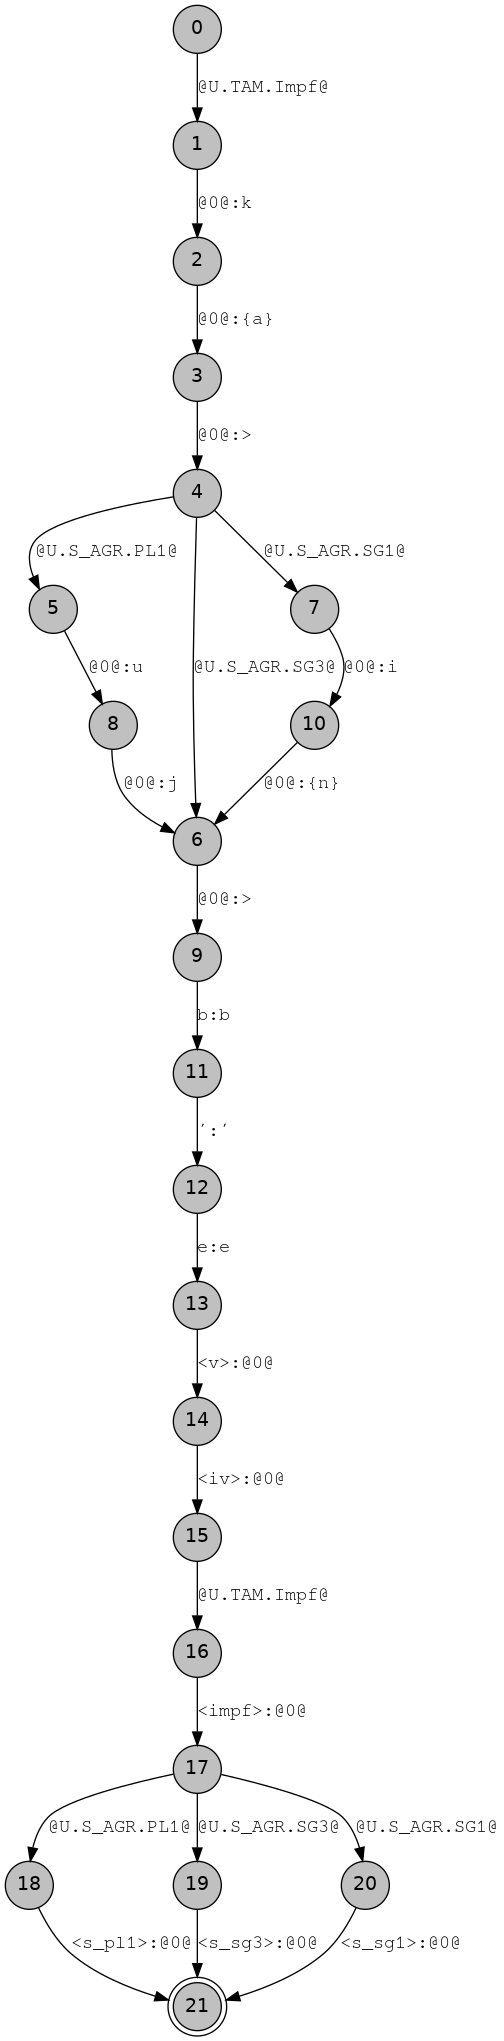 0
@U.TAM.Impf@
1
@0@:k
2
@0@:{a}
3
@0@:>
4
@U.S_AGR.PL1@
@U.S_AGR.SG1@
5
7
@0@:u
@U.S_AGR.SG3@
@0@:i
8
10
@0@:j
@0@:{n}
6
@0@:>
9
b:b
11
′:′
12
e:e
13
<v>:@0@
14
<iv>:@0@
15
@U.TAM.Impf@
16
<impf>:@0@
17
@U.S_AGR.PL1@
@U.S_AGR.SG3@
@U.S_AGR.SG1@
18
19
20
<s_pl1>:@0@
<s_sg3>:@0@
<s_sg1>:@0@
21